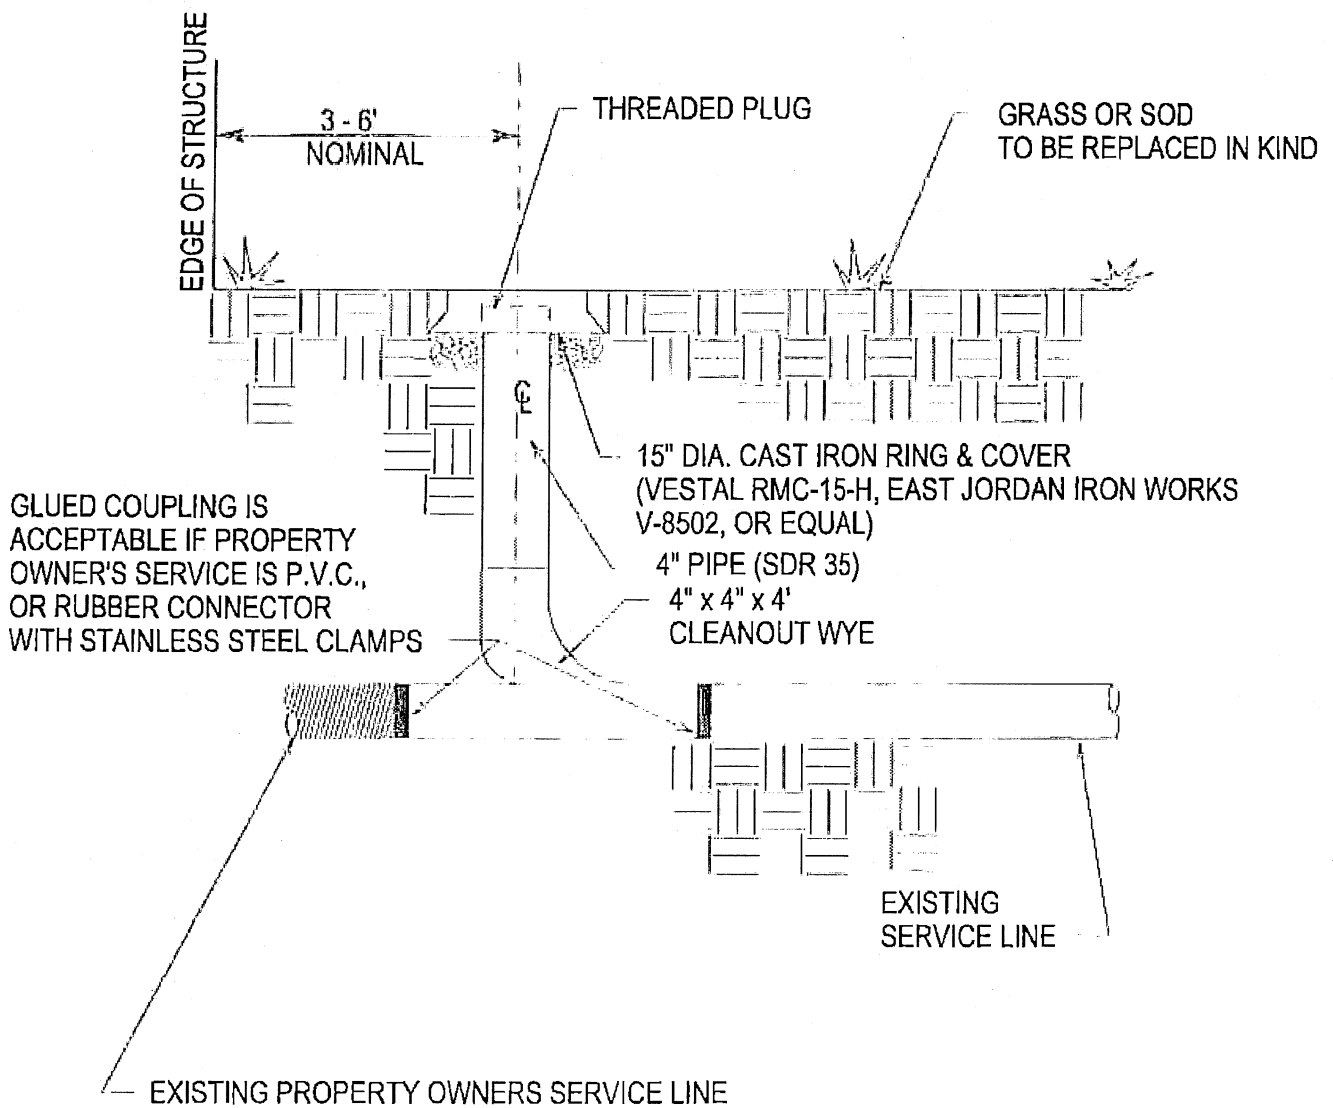 EDGE OF STRUCTURE
3 - 6'
NOMINAL
THREADED PLUG
GRASS OR SOD
TO BE REPLACED IN KIND
℄
15" DIA. CAST IRON RING & COVER
(VESTAL RMC-15-H, EAST JORDAN IRON WORKS
V-8502, OR EQUAL)
4" PIPE (SDR 35)
4" x 4" x 4'
CLEANOUT WYE
GLUED COUPLING IS
ACCEPTABLE IF PROPERTY
OWNER'S SERVICE IS P.V.C.,
OR RUBBER CONNECTOR
WITH STAINLESS STEEL CLAMPS
EXISTING
SERVICE LINE
EXISTING PROPERTY OWNERS SERVICE LINE